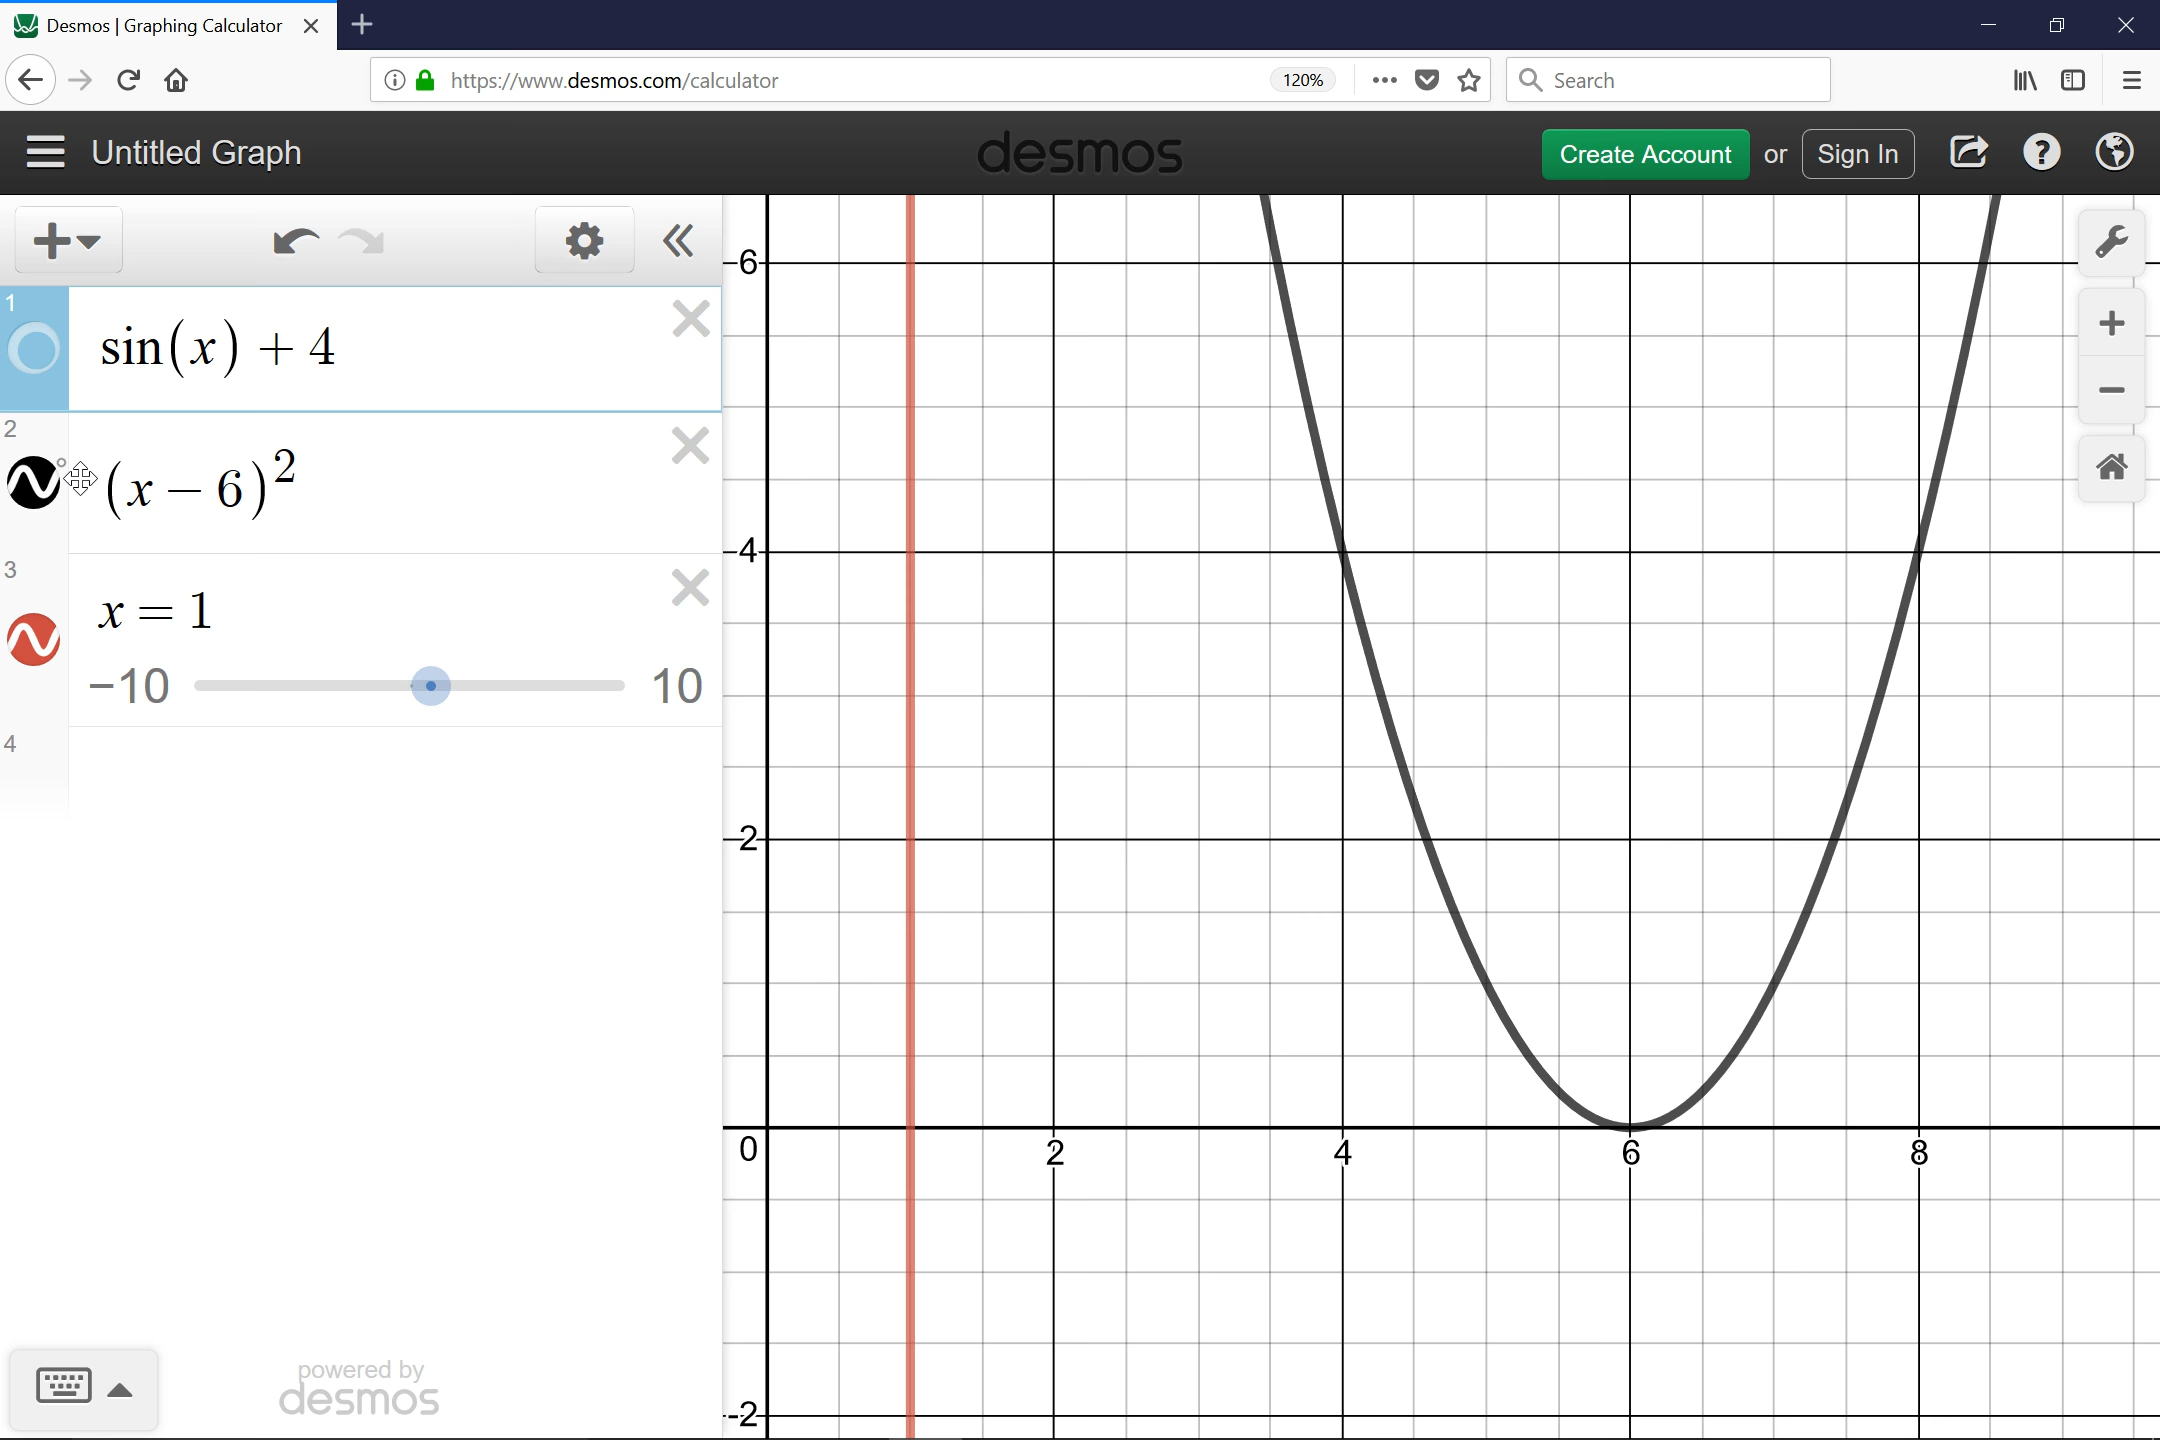 Desmos | Graphing Calculator
https://www.desmos.com/calculator
120%
Search
Untitled Graph
desmos
Create Account or Sign In
1
sin(x) + 4
2
(x − 6)²
3
x = 1
−10
10
4
powered by
desmos
6
4
2
0
2
4
6
8
-2